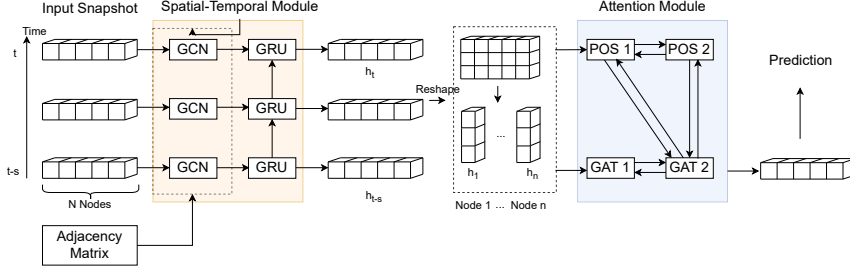 Input Snapshot
Spatial-Temporal Module
Attention Module
Time
t
GCN
GRU
h_t
POS 1
POS 2
Prediction
Reshape
GCN
GRU
...
t-s
GCN
GRU
h_1
h_n
GAT 1
GAT 2
h_{t-s}
N Nodes
Node 1 ... Node n
Adjacency
Matrix